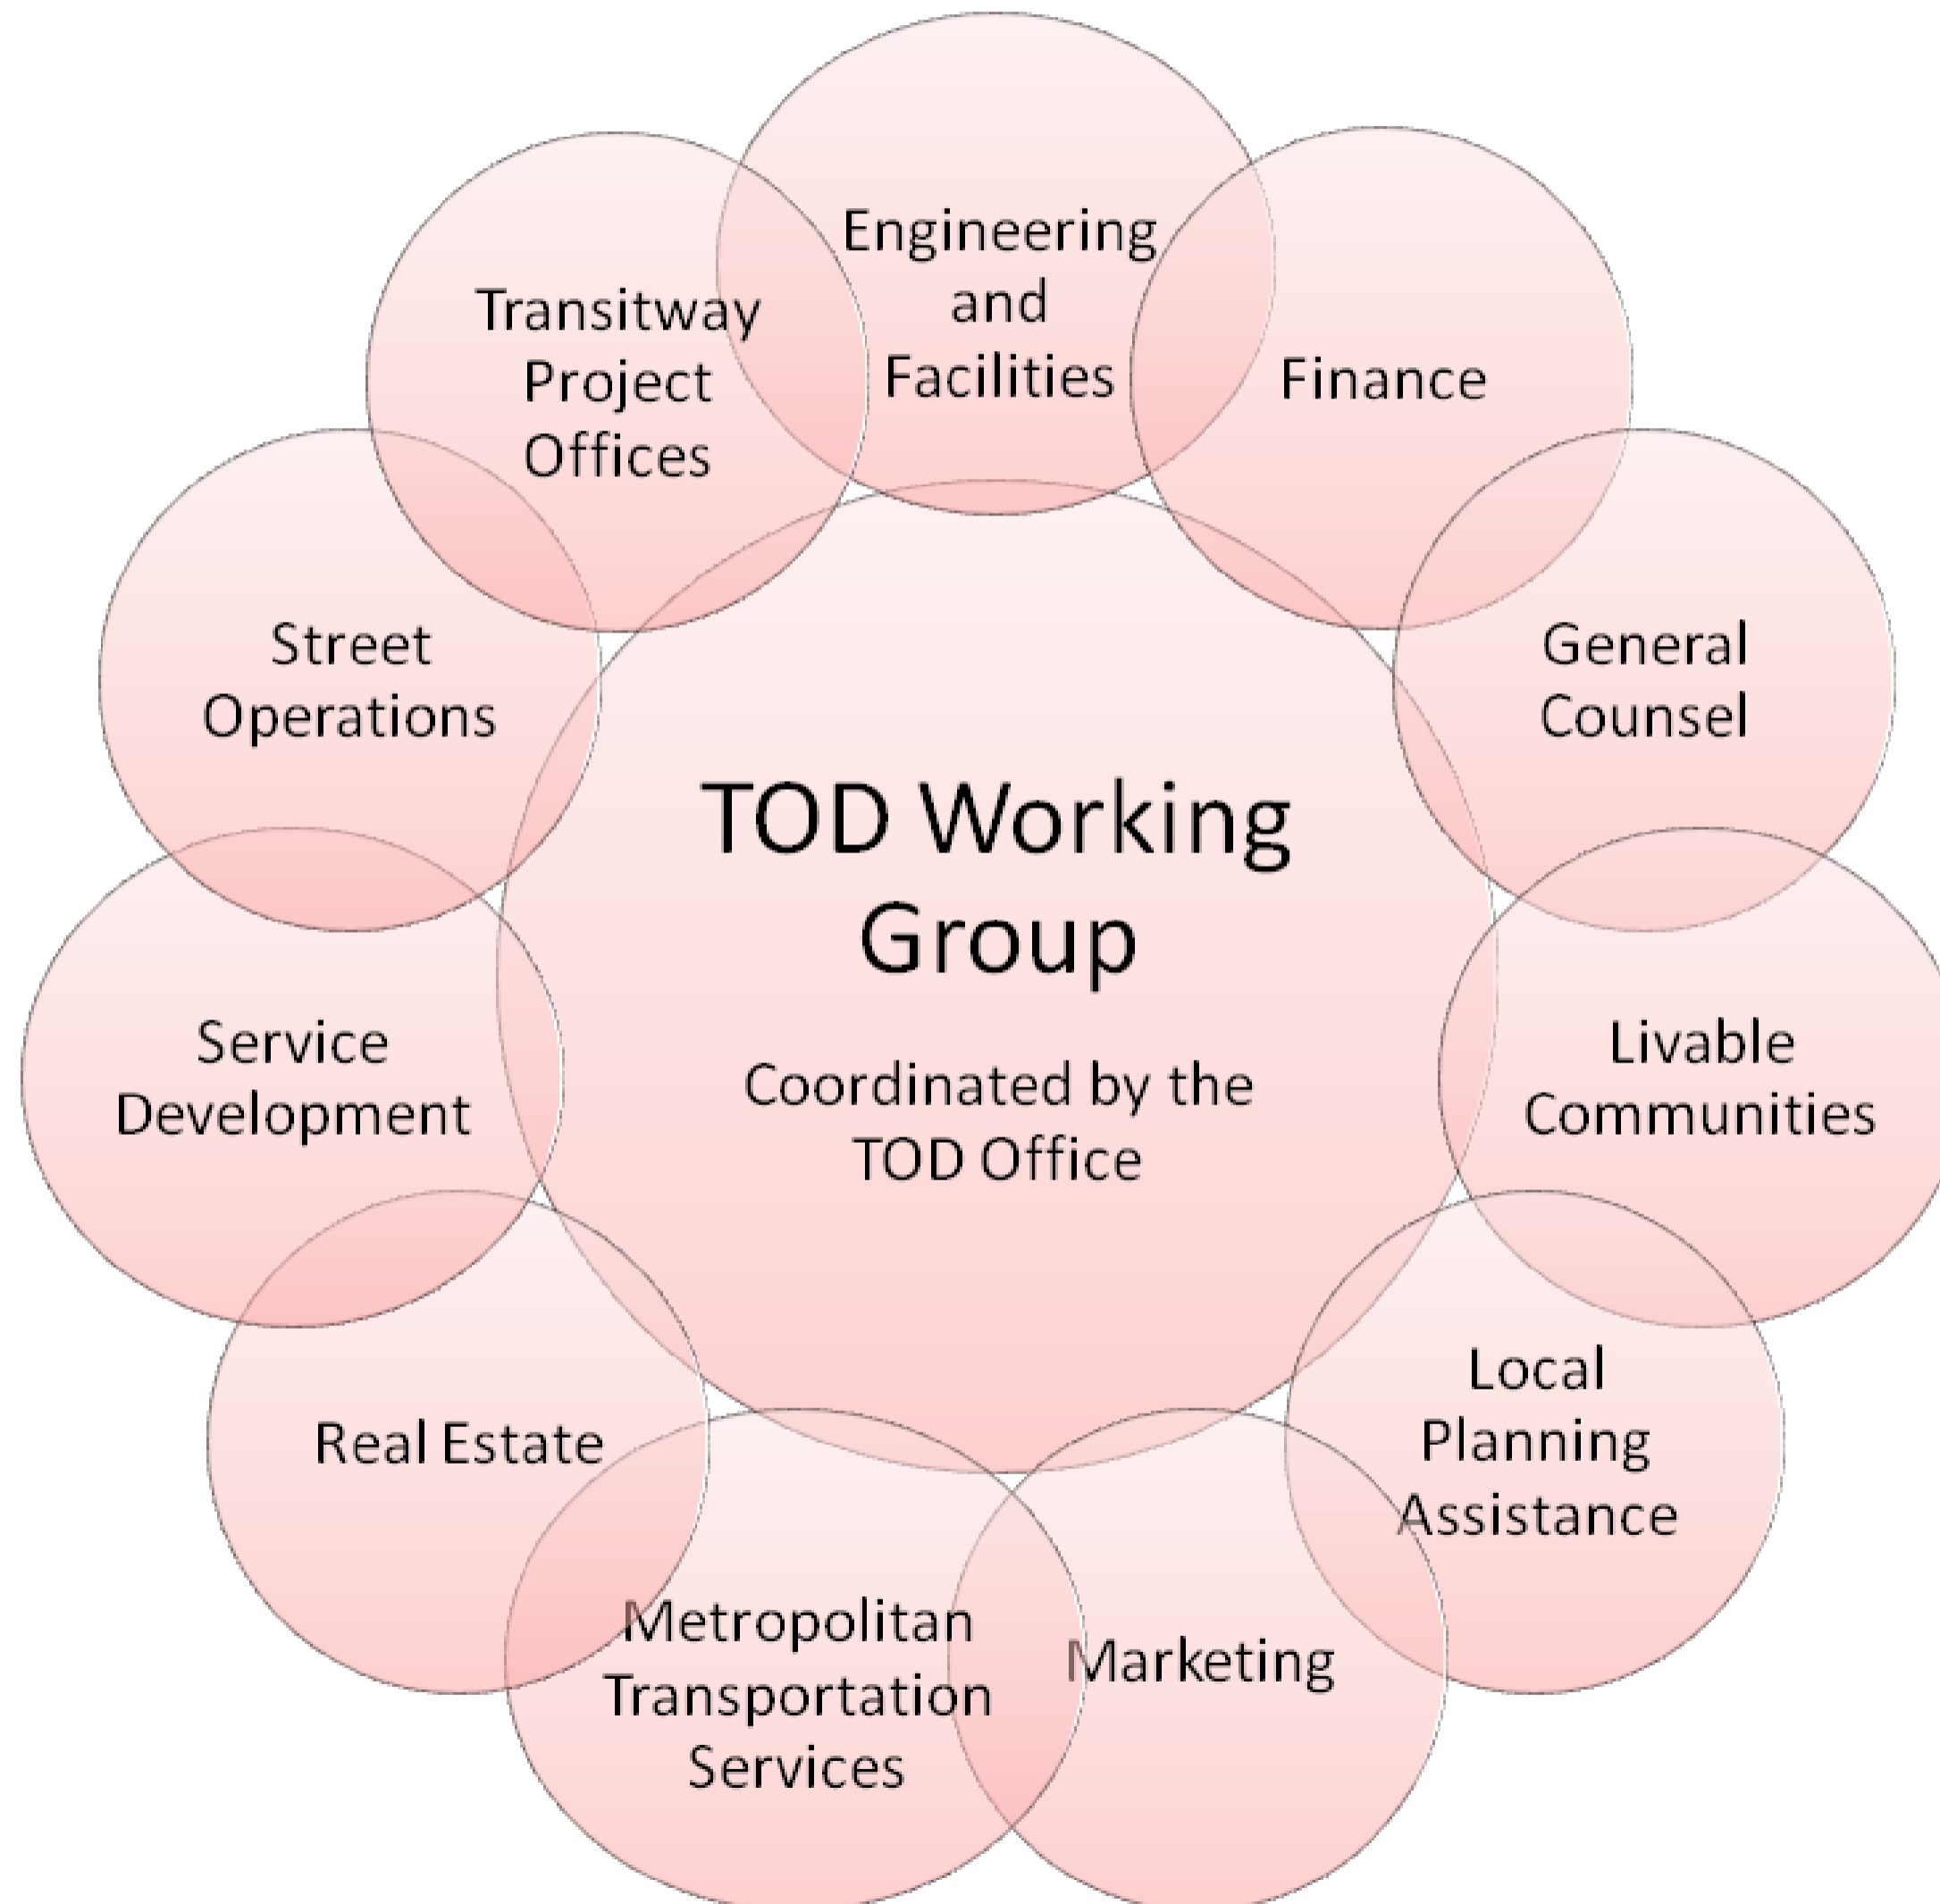 Engineering
and
Facilities
Transitway
Project
Offices
Finance
Street
Operations
General
Counsel
TOD Working
Group
Coordinated by the
TOD Office
Service
Development
Livable
Communities
Real Estate
Local
Planning
Assistance
Metropolitan
Transportation
Services
Marketing